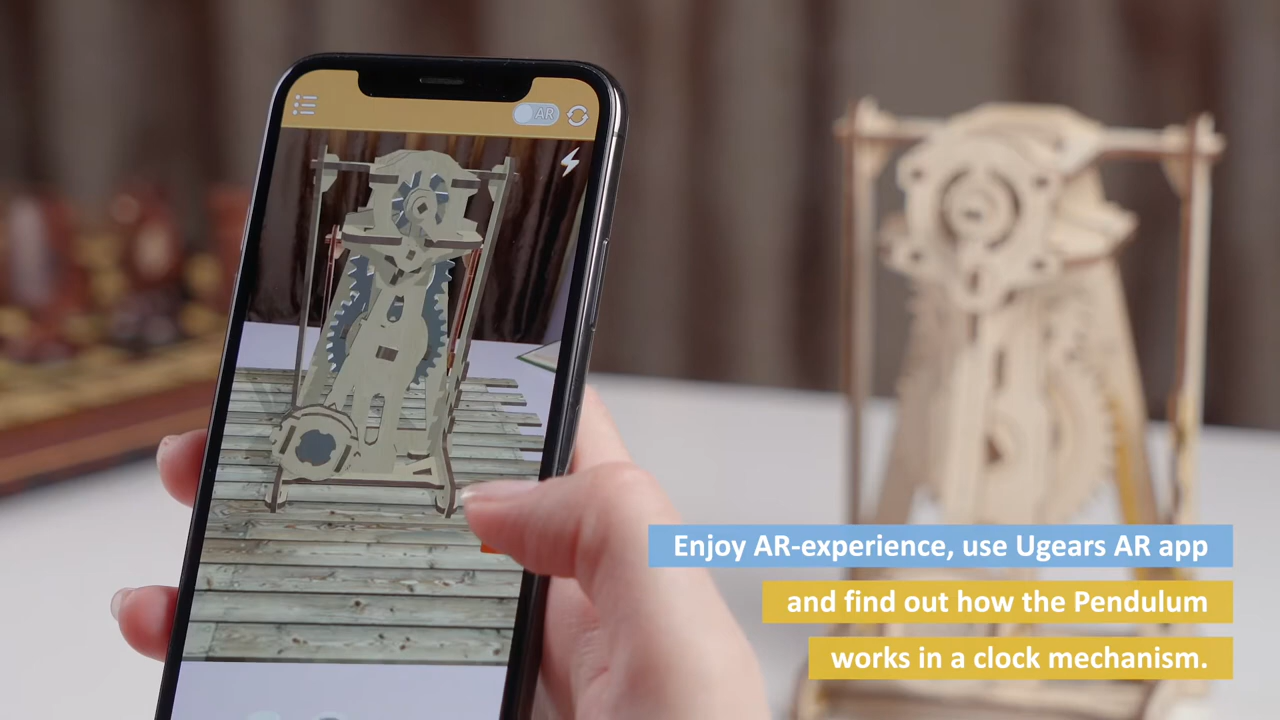 AR
Enjoy AR-experience, use Ugears AR app
and find out how the Pendulum
works in a clock mechanism.